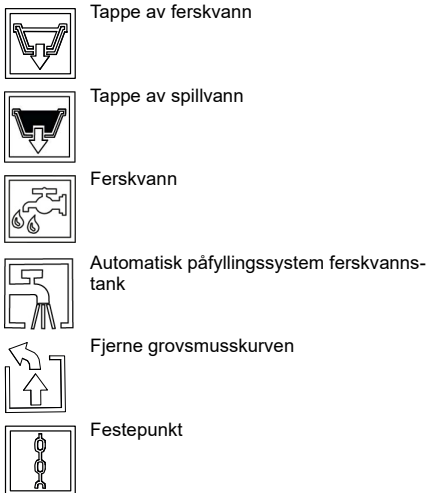 Tappe av ferskvann
Tappe av spillvann
Ferskvann
Automatisk påfyllingssystem ferskvanns-
tank
Fjerne grovsmusskurven
Festepunkt